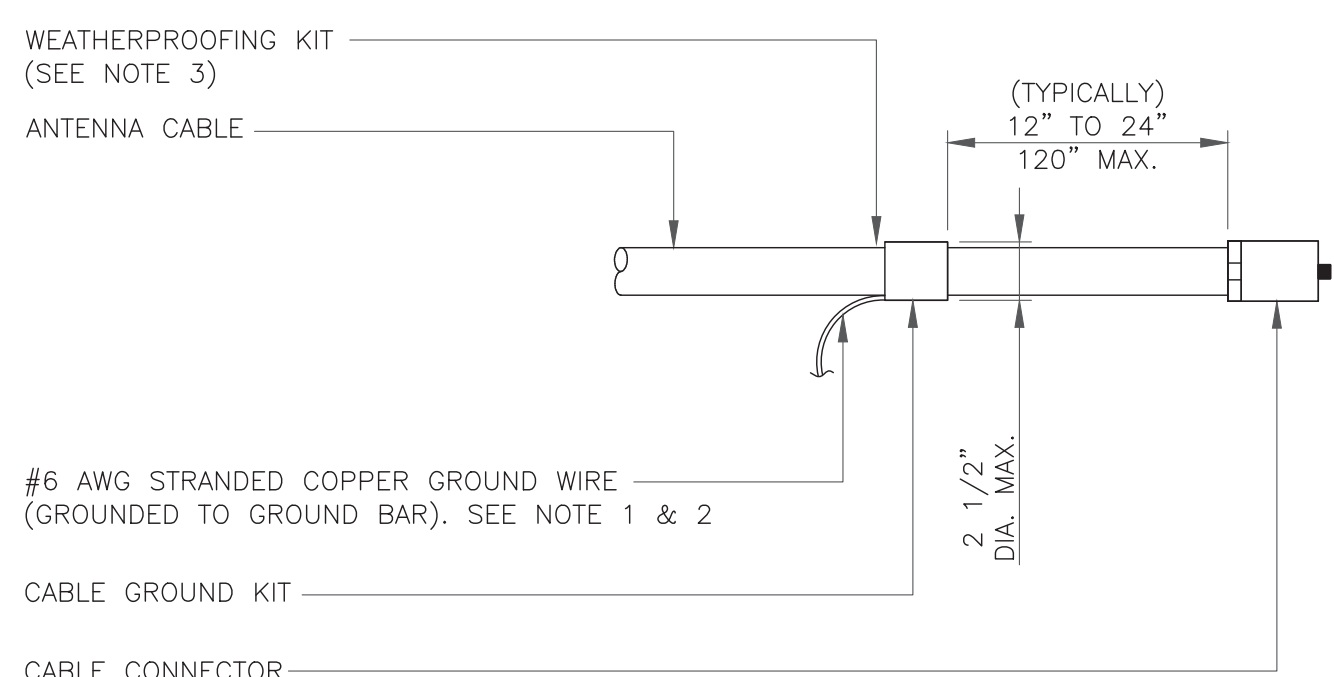 WEATHERPROOFING KIT
(SEE NOTE 3)
ANTENNA CABLE
(TYPICALLY)
12” TO 24”
120” MAX.
#6 AWG STRANDED COPPER GROUND WIRE
(GROUNDED TO GROUND BAR). SEE NOTE 1 & 2
2 1/2”
DIA. MAX.
CABLE GROUND KIT
CABLE CONNECTOR